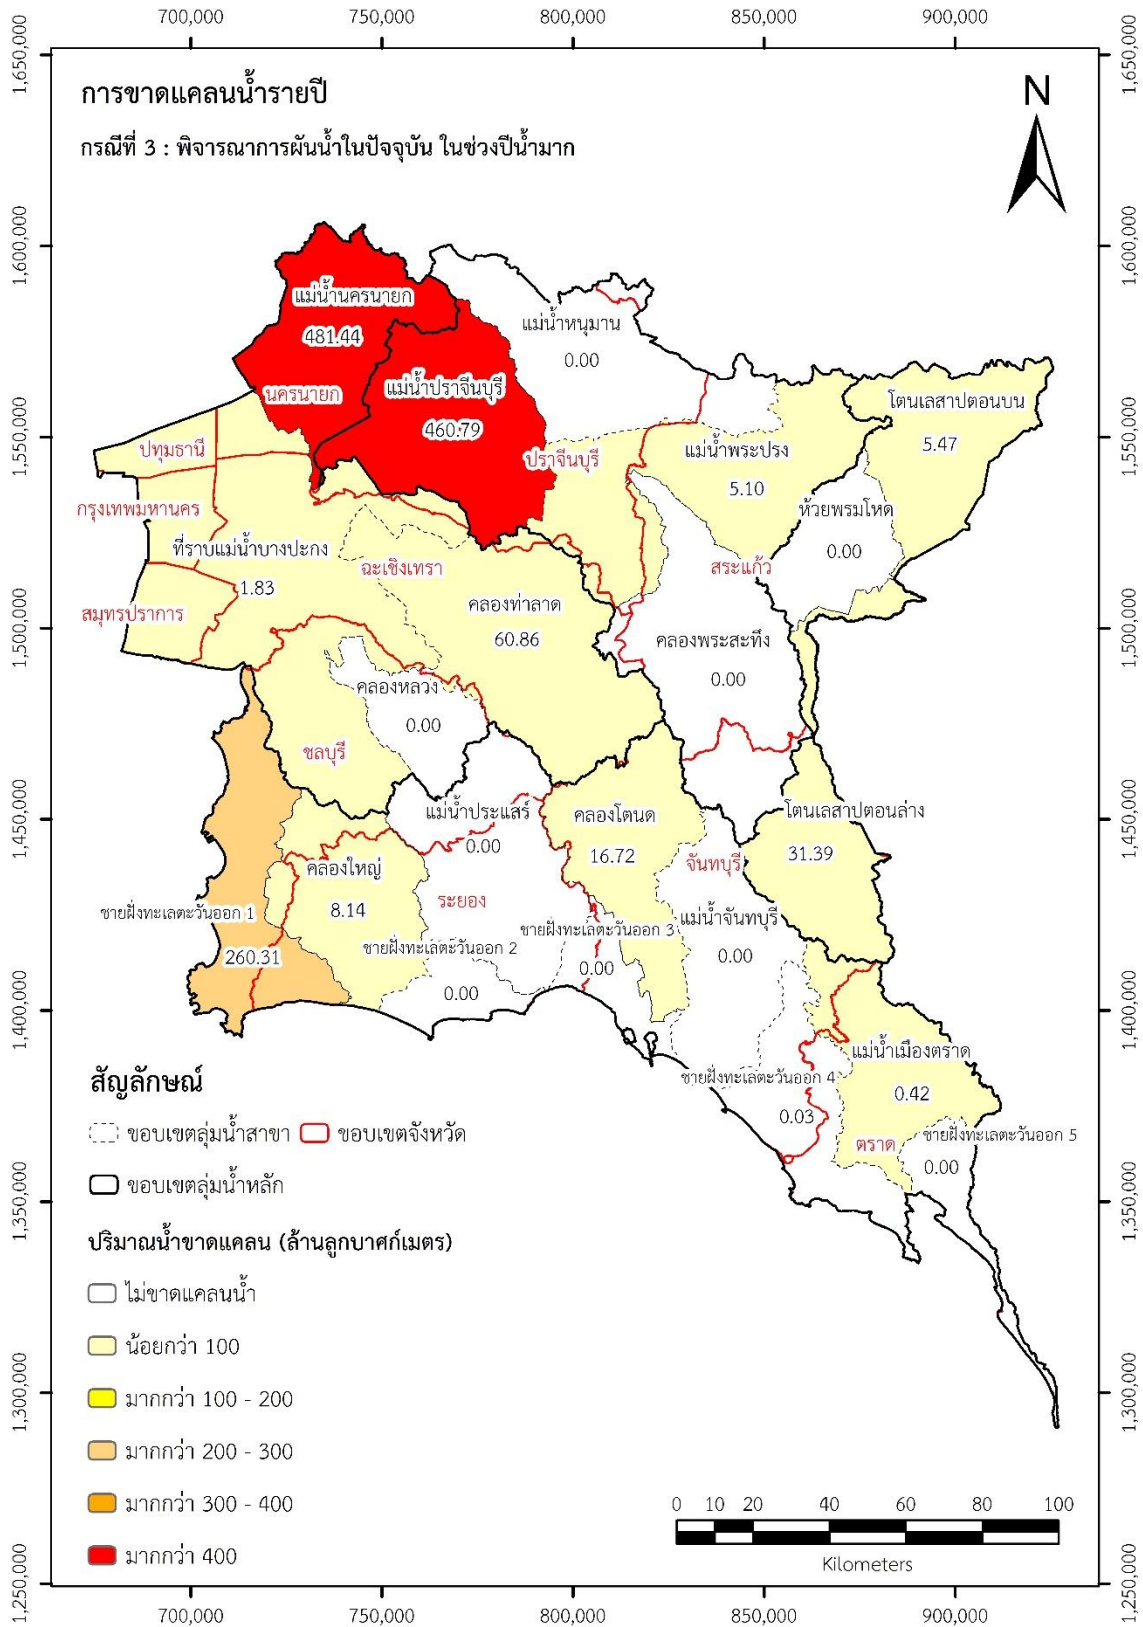 700,000 750,000 800,000 850,000 900,000
1,650,000 1,650,000
การขาดแคลนน้ำรายปี
กรณีที่ 3 : พิจารณาการผันน้ำในปัจจุบัน ในช่วงปีน้ำมาก
N
1,600,000 1,600,000
แม่น้ำนครนายก
481.44
นครนายก
แม่น้ำหนุมาน
0.00
แม่น้ำปราจีนบุรี
460.79
ปราจีนบุรี
โตนเลสาปตอนบน
5.47
1,550,000 1,550,000
ปทุมธานี
แม่น้ำพระปรง
5.10
กรุงเทพมหานคร
ห้วยพรมโหด
0.00
ที่ราบแม่น้ำบางปะกง
1.83
ฉะเชิงเทรา
สระแก้ว
สมุทรปราการ
คลองท่าลาด
60.86
คลองพระสะทึง
0.00
1,500,000 1,500,000
คลองหลวง
0.00
ชลบุรี
1,450,000 1,450,000
แม่น้ำประแสร์
0.00
คลองโตนด
16.72
โตนเลสาปตอนล่าง
31.39
คลองใหญ่
8.14
จันทบุรี
ระยอง
ชายฝั่งทะเลตะวันออก 1
260.31
ชายฝั่งทะเลตะวันออก 2
0.00
ชายฝั่งทะเลตะวันออก 3
0.00
แม่น้ำจันทบุรี
0.00
1,400,000 1,400,000
แม่น้ำเมืองตราด
0.42
ชายฝั่งทะเลตะวันออก 4
0.03
ตราด
ชายฝั่งทะเลตะวันออก 5
0.00
สัญลักษณ์
ขอบเขตลุ่มน้ำสาขา ขอบเขตจังหวัด
ขอบเขตลุ่มน้ำหลัก
1,350,000 1,350,000
ปริมาณน้ำขาดแคลน (ล้านลูกบาศก์เมตร)
ไม่ขาดแคลนน้ำ
น้อยกว่า 100
มากกว่า 100 - 200
มากกว่า 200 - 300
มากกว่า 300 - 400
มากกว่า 400
1,300,000 1,300,000
0 10 20 40 60 80 100
Kilometers
1,250,000 1,250,000
700,000 750,000 800,000 850,000 900,000